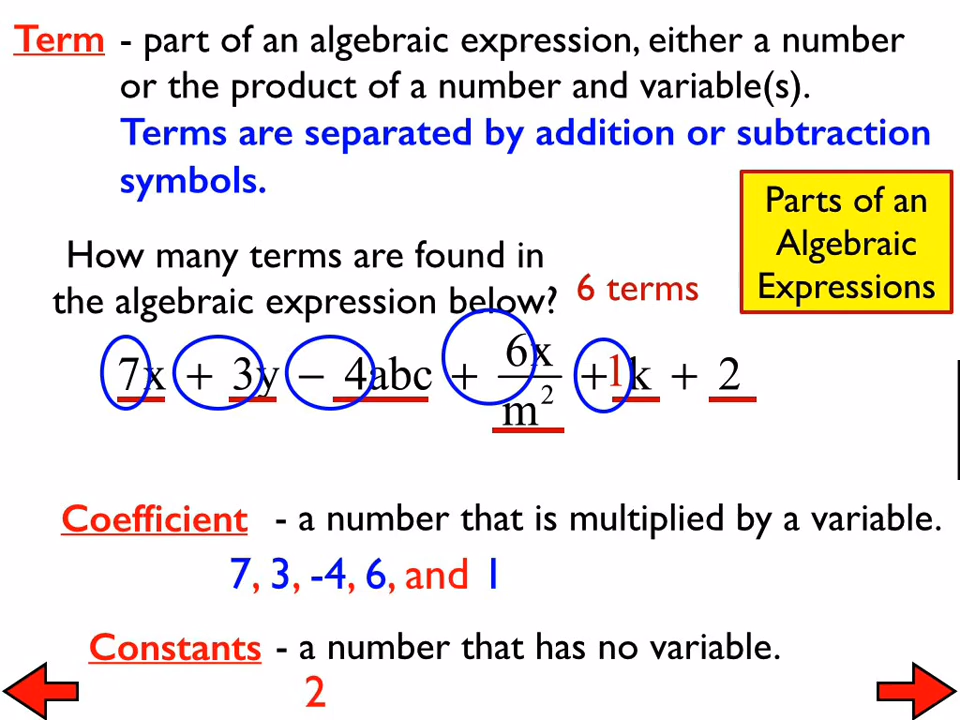 Term - part of an algebraic expression, either a number
or the product of a number and variable(s).
Terms are separated by addition or subtraction
symbols.
Parts of an
Algebraic
Expressions
How many terms are found in
the algebraic expression below?
6 terms
7x + 3y − 4abc + 6x/m² + 1k + 2
Coefficient - a number that is multiplied by a variable.
7, 3, -4, 6, and 1
Constants - a number that has no variable.
2